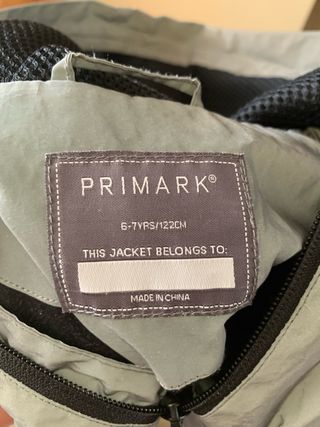 PRIMARK®
6-7YRS/122CM
THIS JACKET BELONGS TO:
MADE IN CHINA